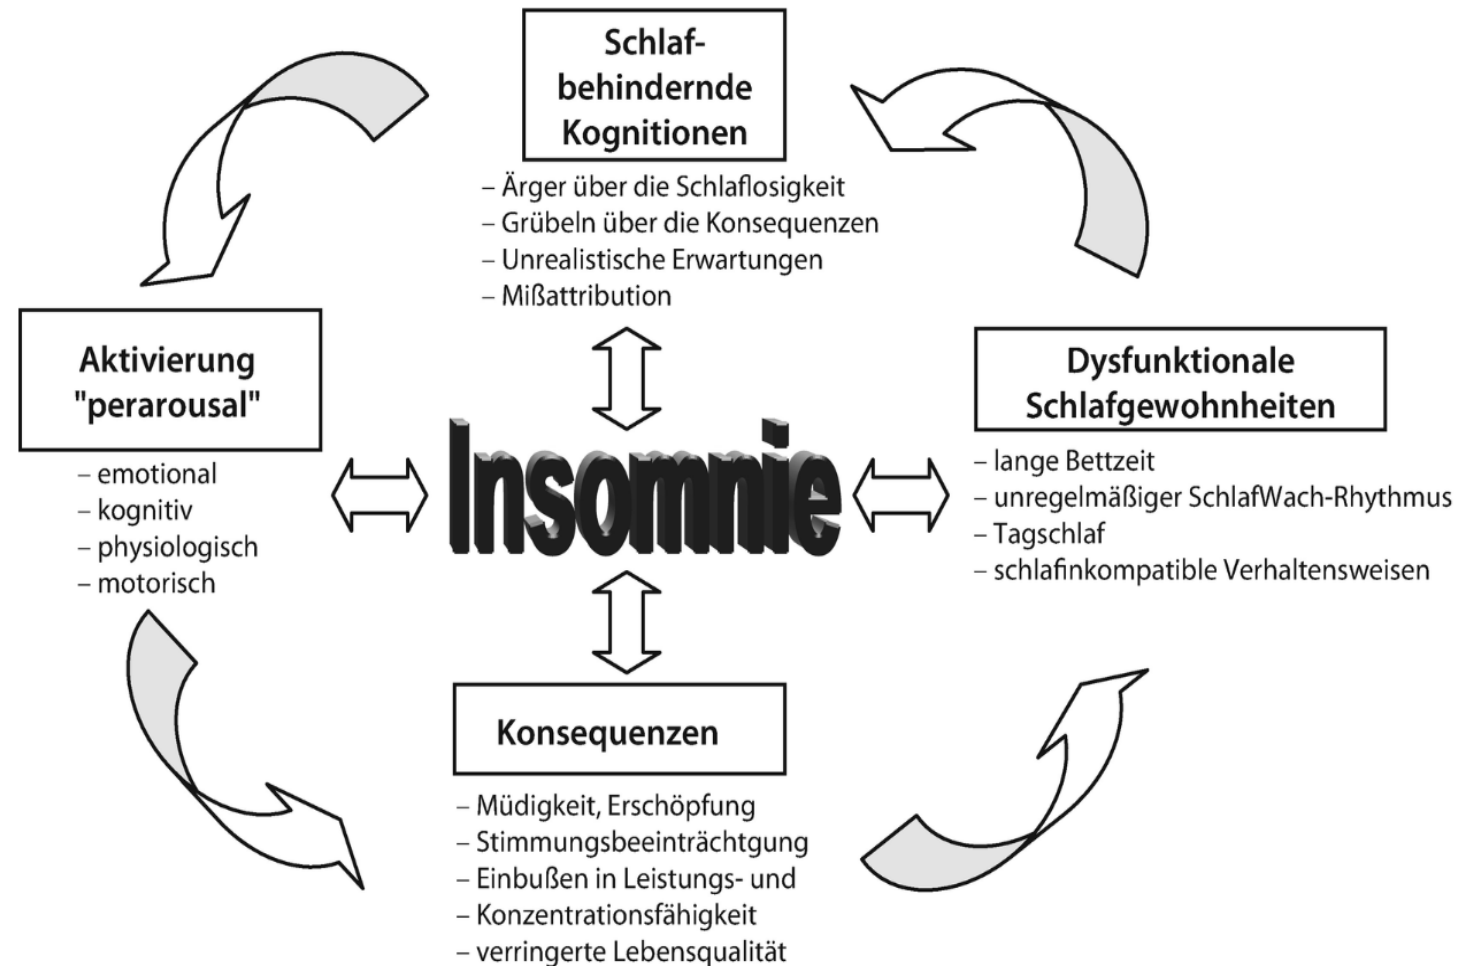 Schlaf-
behindernde
Kognitionen
– Ärger über die Schlaflosigkeit
– Grübeln über die Konsequenzen
– Unrealistische Erwartungen
– Mißattribution
Aktivierung
"perarousal"
– emotional
– kognitiv
– physiologisch
– motorisch
Insomnie
Dysfunktionale
Schlafgewohnheiten
– lange Bettzeit
– unregelmäßiger SchlafWach-Rhythmus
– Tagschlaf
– schlafinkompatible Verhaltensweisen
Konsequenzen
– Müdigkeit, Erschöpfung
– Stimmungsbeeinträchtgung
– Einbußen in Leistungs- und
– Konzentrationsfähigkeit
– verringerte Lebensqualität